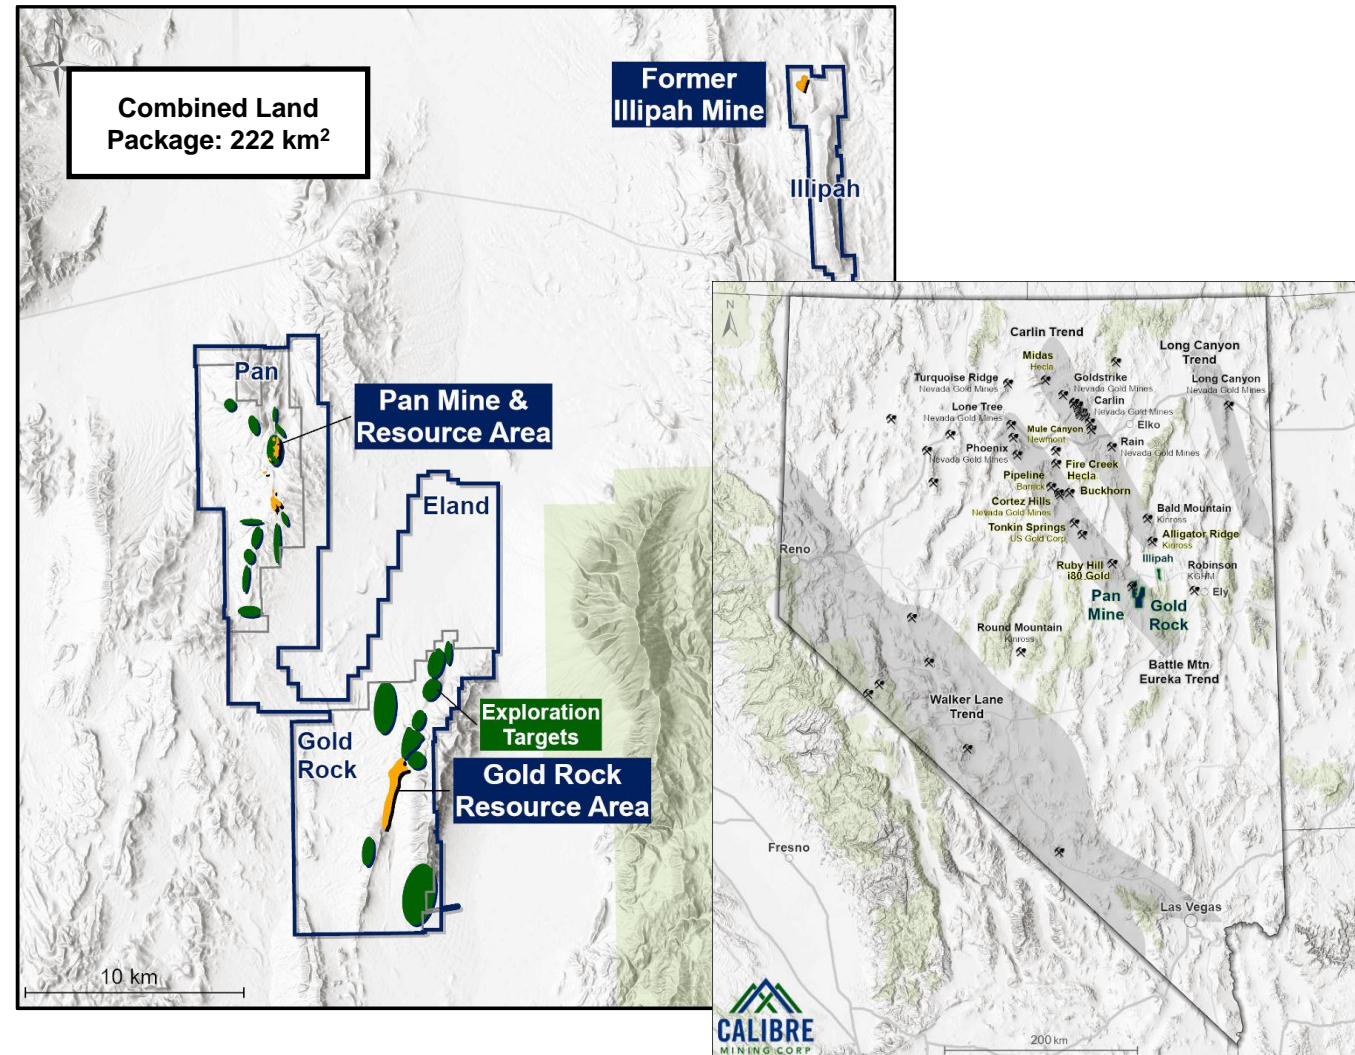 Combined Land
Package: 222 km²
Former
Illipah Mine
Illipah
Pan
Pan Mine &
Resource Area
Eland
Exploration
Targets
Gold
Rock
Gold Rock
Resource Area
10 km
N
Carlin Trend
Midas
Hecla
Long Canyon
Trend
Turquoise Ridge
Nevada Gold Mines
Goldstrike
Nevada Gold Mines
Long Canyon
Nevada Gold Mines
Lone Tree
Nevada Gold Mines
Carlin
Nevada Gold Mines
Elko
Mule Canyon
Newmont
Rain
Nevada Gold Mines
Phoenix
Nevada Gold Mines
Fire Creek
Hecla
Pipeline
Barrick
Buckhorn
Cortez Hills
Nevada Gold Mines
Bald Mountain
Kinross
Tonkin Springs
US Gold Corp
Alligator Ridge
Kinross
Reno
Illipah
Ruby Hill
i80 Gold
Robinson
KGHM
Ely
Pan
Mine
Gold
Rock
Round Mountain
Kinross
Battle Mtn
Eureka Trend
Walker Lane
Trend
Fresno
Las Vegas
CALIBRE
MINING CORP
200 km